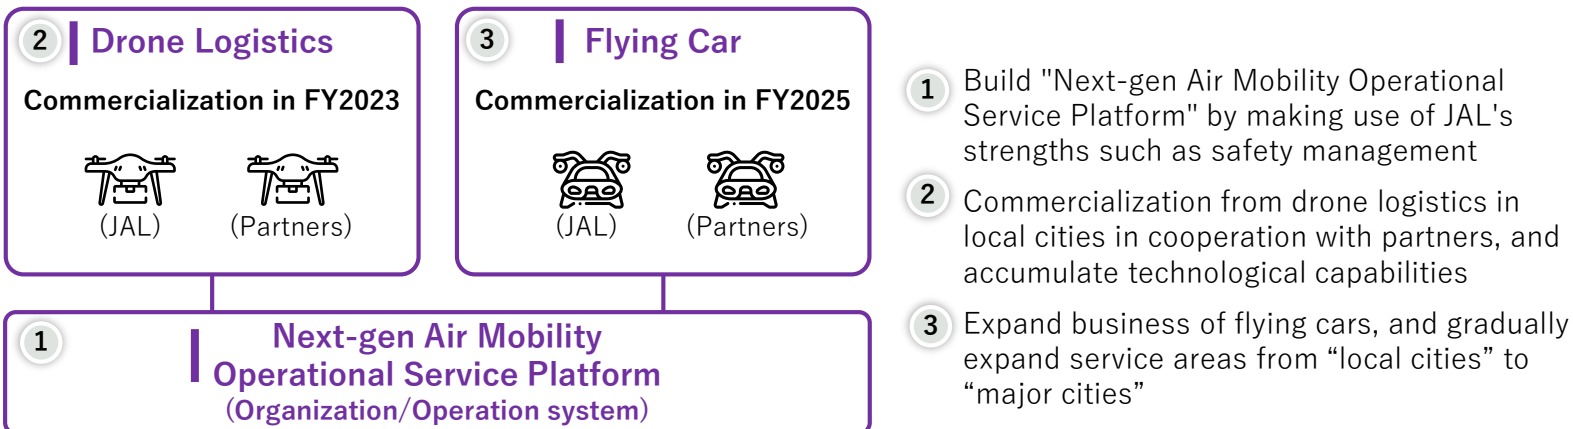 2
Drone Logistics
Commercialization in FY2023
(JAL)
(Partners)
3
Flying Car
Commercialization in FY2025
(JAL)
(Partners)
1
Next-gen Air Mobility
Operational Service Platform
(Organization/Operation system)
1
Build "Next-gen Air Mobility Operational
Service Platform" by making use of JAL's
strengths such as safety management
2
Commercialization from drone logistics in
local cities in cooperation with partners, and
accumulate technological capabilities
3
Expand business of flying cars, and gradually
expand service areas from “local cities” to
“major cities”